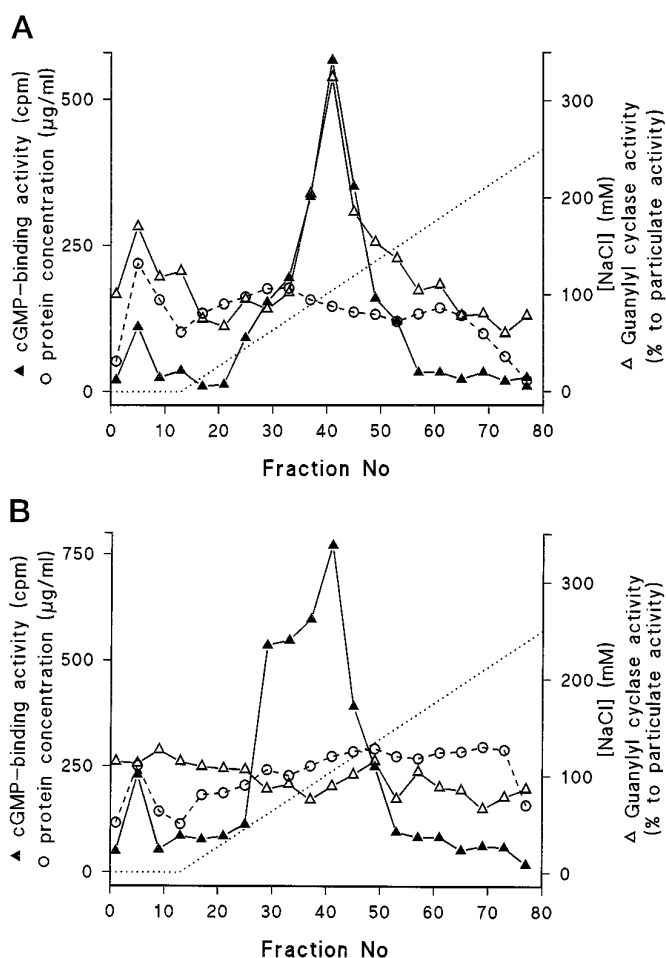 A
▲ cGMP-binding activity (cpm)
○ protein concentration (µg/ml)
500
250
0
300
200
100
0
[NaCl] (mM)
△ Guanylyl cyclase activity
(% to particulate activity)
0 10 20 30 40 50 60 70 80
Fraction No
B
▲ cGMP-binding activity (cpm)
○ protein concentration (µg/ml)
750
500
250
0
300
200
100
0
[NaCl] (mM)
△ Guanylyl cyclase activity
(% to particulate activity)
0 10 20 30 40 50 60 70 80
Fraction No